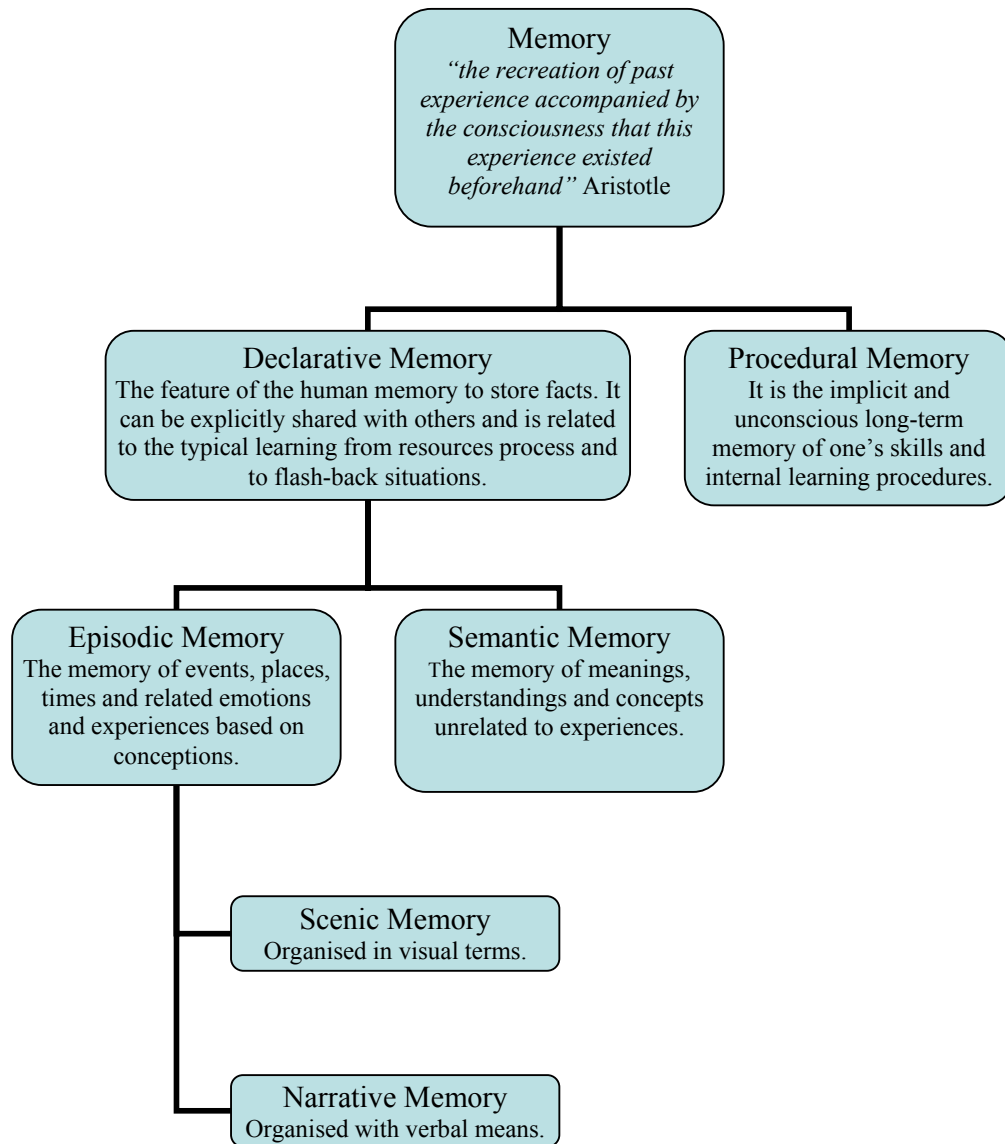 Memory
“the recreation of past
experience accompanied by
the consciousness that this
experience existed
beforehand” Aristotle
Declarative Memory
The feature of the human memory to store facts. It
can be explicitly shared with others and is related
to the typical learning from resources process and
to flash-back situations.
Procedural Memory
It is the implicit and
unconscious long-term
memory of one’s skills and
internal learning procedures.
Episodic Memory
The memory of events, places,
times and related emotions
and experiences based on
conceptions.
Semantic Memory
The memory of meanings,
understandings and concepts
unrelated to experiences.
Scenic Memory
Organised in visual terms.
Narrative Memory
Organised with verbal means.